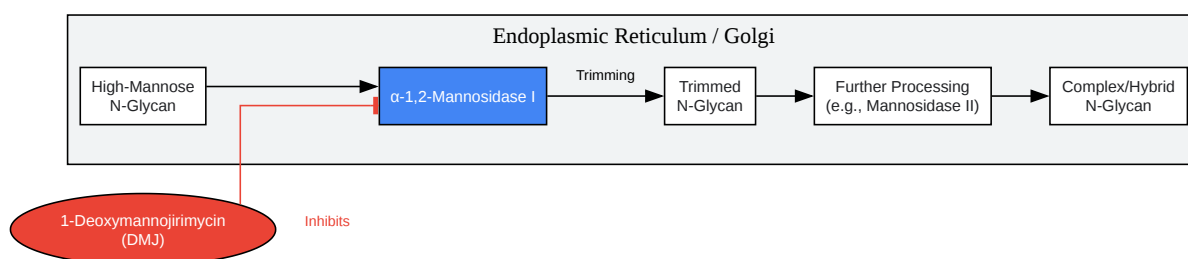 Endoplasmic Reticulum / Golgi
High-Mannose
N-Glycan
α-1,2-Mannosidase I
Trimming
Trimmed
N-Glycan
Further Processing
(e.g., Mannosidase II)
Complex/Hybrid
N-Glycan
1-Deoxymannojirimycin
(DMJ)
Inhibits